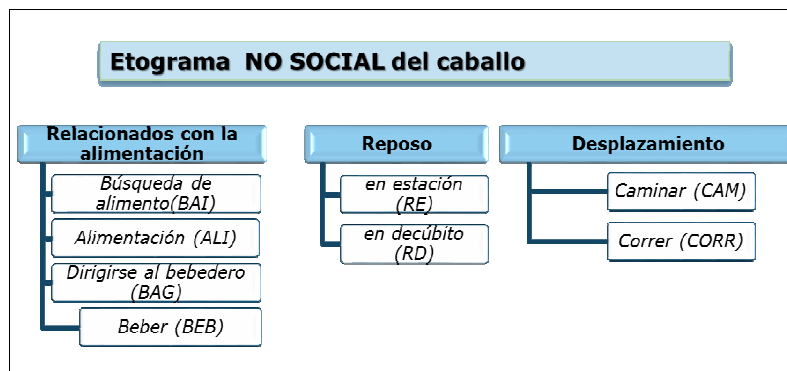 Etograma NO SOCIAL del caballo
Relacionados con la
alimentación
Búsqueda de
alimento(BAI)
Alimentación (ALI)
Dirigirse al bebedero
(BAG)
Beber (BEB)
Reposo
en estación
(RE)
en decúbito
(RD)
Desplazamiento
Caminar (CAM)
Correr (CORR)